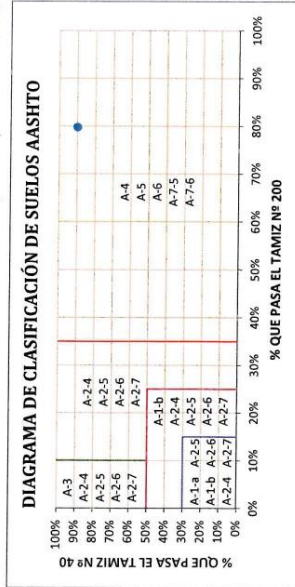 DIAGRAMA DE CLASIFICACIÓN DE SUELOS AASHTO
% QUE PASA EL TAMIZ Nº 40
100%
90%
80%
70%
60%
50%
40%
30%
20%
10%
0%
A-3
A-2-4
A-2-5
A-2-6
A-2-7
A-2-4
A-2-5
A-2-6
A-2-7
A-1-b
A-2-4
A-2-5
A-2-6
A-2-7
A-1-a A-2-5
A-1-b A-2-6
A-2-4 A-2-7
A-4
A-5
A-6
A-7-5
A-7-6
0% 10% 20% 30% 40% 50% 60% 70% 80% 90% 100%
% QUE PASA EL TAMIZ Nº 200